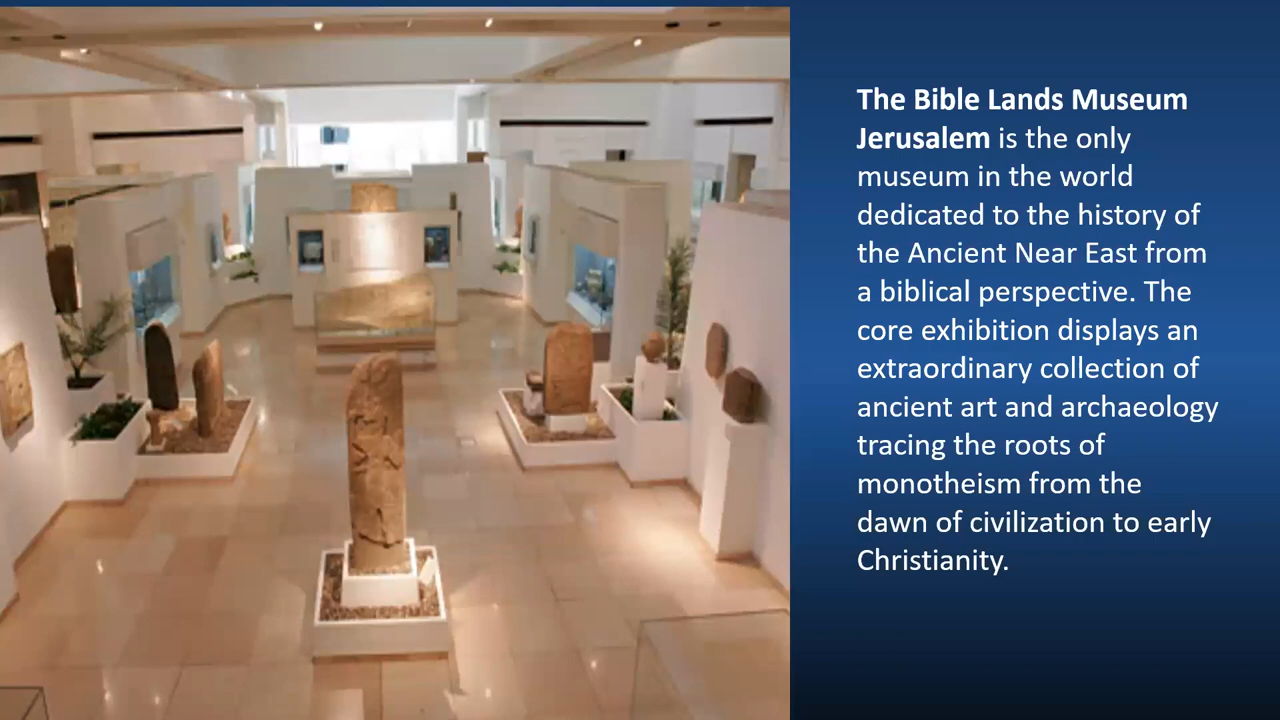 The Bible Lands Museum
Jerusalem is the only
museum in the world
dedicated to the history of
the Ancient Near East from
a biblical perspective. The
core exhibition displays an
extraordinary collection of
ancient art and archaeology
tracing the roots of
monotheism from the
dawn of civilization to early
Christianity.